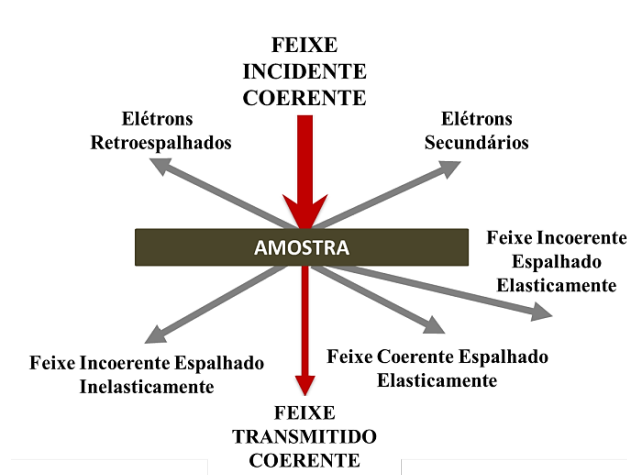 FEIXE
INCIDENTE
COERENTE
Elétrons
Retroespalhados
Elétrons
Secundários
AMOSTRA
Feixe Incoerente
Espalhado
Elasticamente
Feixe Incoerente Espalhado
Inelasticamente
Feixe Coerente Espalhado
Elasticamente
FEIXE
TRANSMITIDO
COERENTE